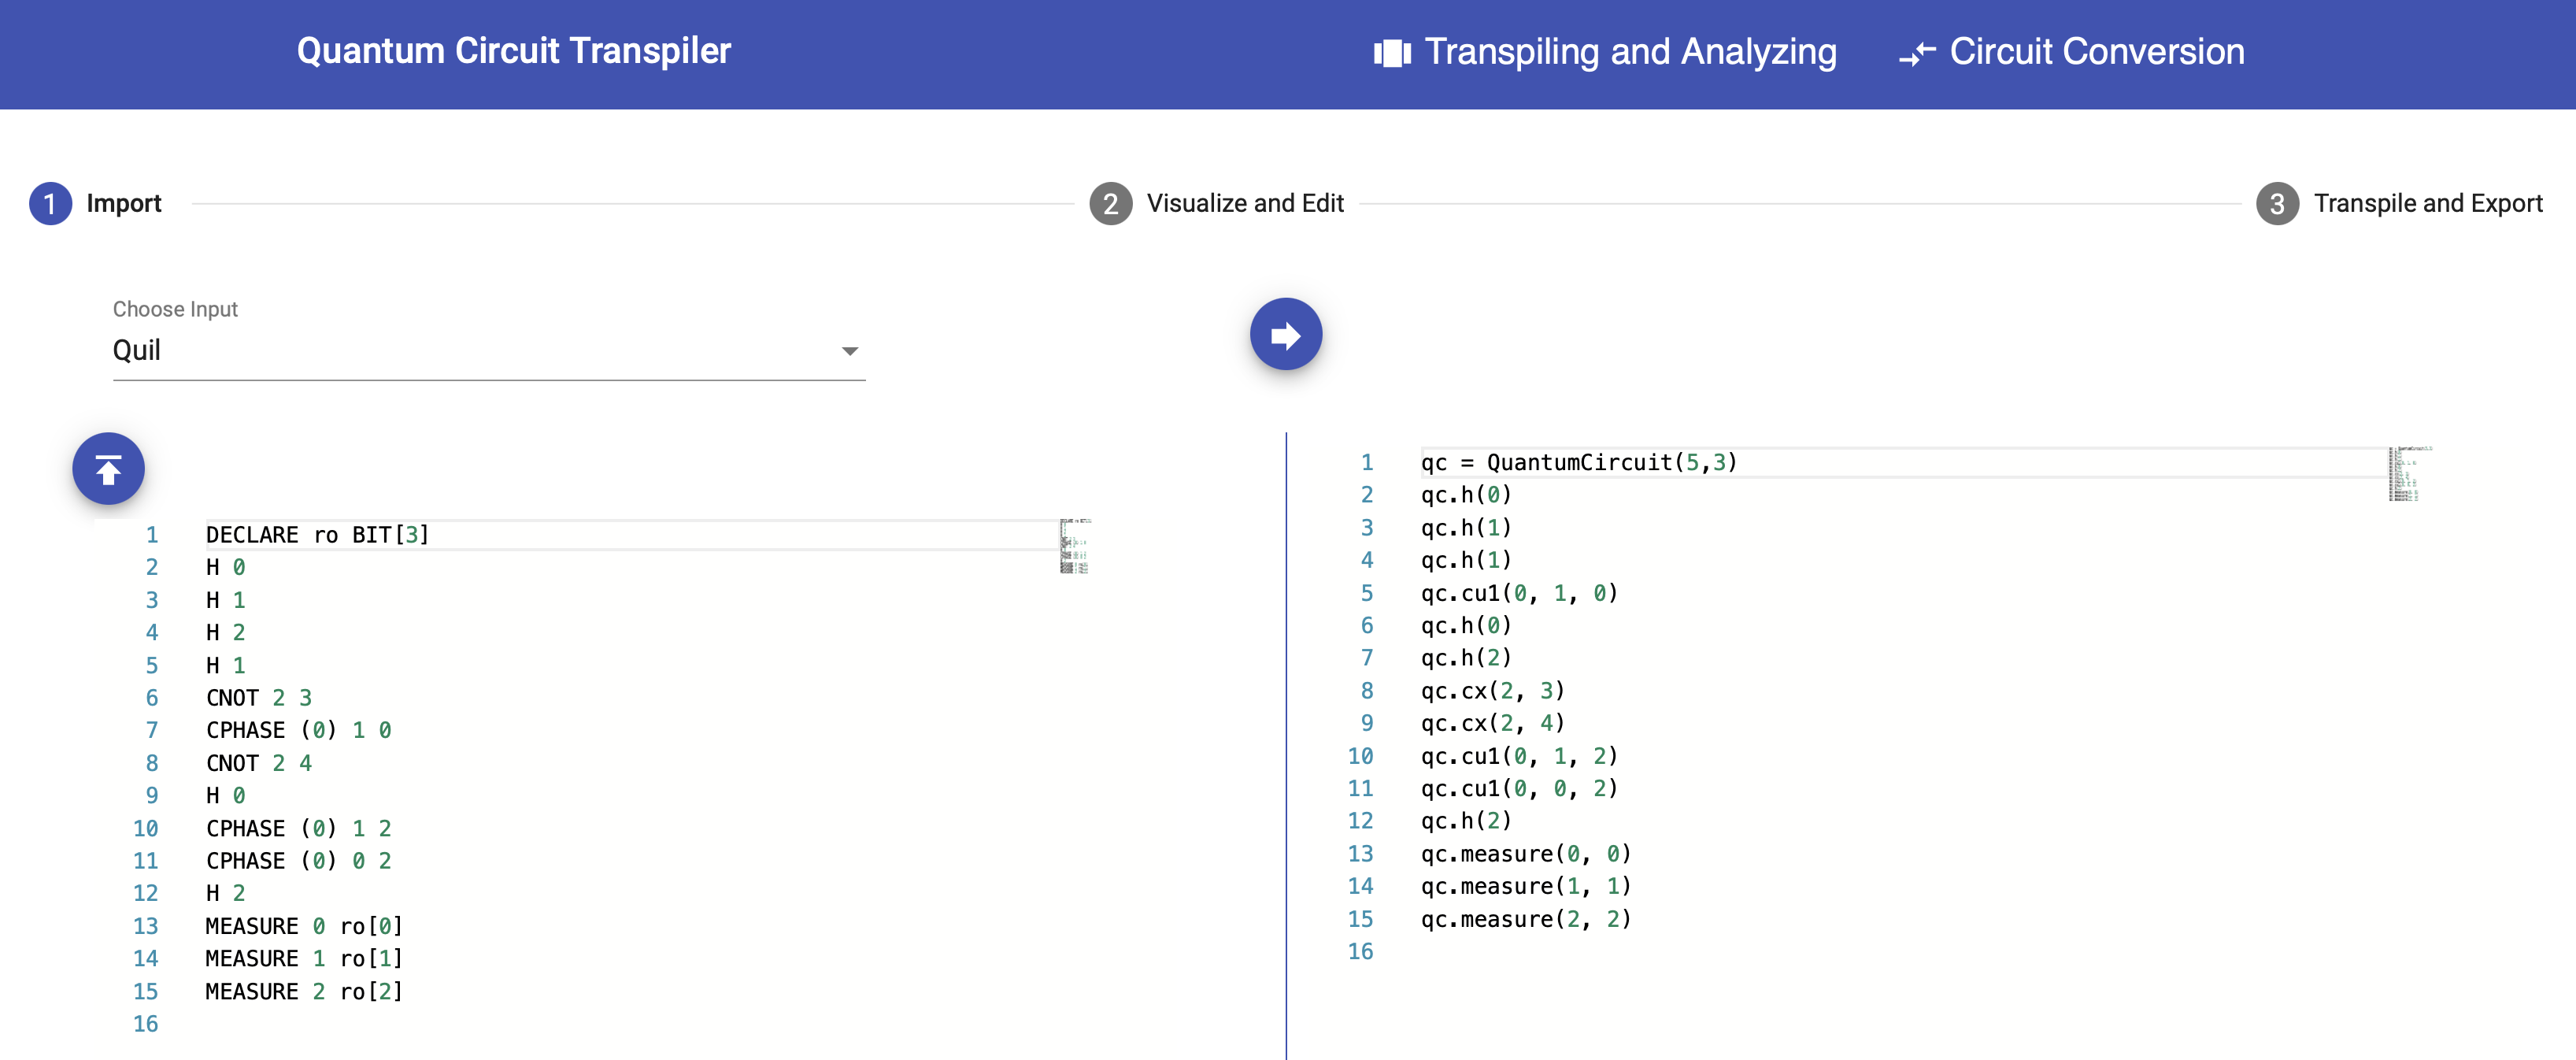 Quantum Circuit Transpiler
Transpiling and Analyzing
Circuit Conversion
1 Import
2 Visualize and Edit
3 Transpile and Export
Choose Input
Quil
1 DECLARE ro BIT[3]
2 H 0
3 H 1
4 H 2
5 H 1
6 CNOT 2 3
7 CPHASE (0) 1 0
8 CNOT 2 4
9 H 0
10 CPHASE (0) 1 2
11 CPHASE (0) 0 2
12 H 2
13 MEASURE 0 ro[0]
14 MEASURE 1 ro[1]
15 MEASURE 2 ro[2]
16
1 qc = QuantumCircuit(5,3)
2 qc.h(0)
3 qc.h(1)
4 qc.h(1)
5 qc.cu1(0, 1, 0)
6 qc.h(0)
7 qc.h(2)
8 qc.cx(2, 3)
9 qc.cx(2, 4)
10 qc.cu1(0, 1, 2)
11 qc.cu1(0, 0, 2)
12 qc.h(2)
13 qc.measure(0, 0)
14 qc.measure(1, 1)
15 qc.measure(2, 2)
16